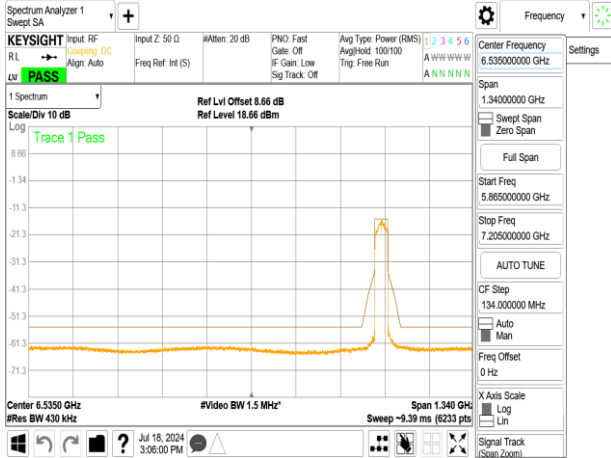 Spectrum Analyzer 1
Swept SA
+
Frequency
KEYSIGHT
RL
LXI
PASS
Input: RF
Coupling: DC
Align: Auto
Input Z: 50 Ω
Freq Ref: Int (S)
#Atten: 20 dB
PNO: Fast
Gate: Off
IF Gain: Low
Sig Track: Off
Avg Type: Power (RMS)
Avg|Hold: 100/100
Trig: Free Run
1 2 3 4 5 6
A W W W W W
A N N N N N
Settings
1 Spectrum
Scale/Div 10 dB
Ref Lvl Offset 8.66 dB
Ref Level 18.66 dBm
Log
Trace 1 Pass
8.66
-1.34
-11.3
-21.3
-31.3
-41.3
-51.3
-61.3
-71.3
Center 6.5350 GHz
#Res BW 430 kHz
#Video BW 1.5 MHz*
Span 1.340 GHz
Sweep ~9.39 ms (6233 pts
Center Frequency
6.535000000 GHz
Span
1.34000000 GHz
Swept Span
Zero Span
Full Span
Start Freq
5.865000000 GHz
Stop Freq
7.205000000 GHz
AUTO TUNE
CF Step
134.000000 MHz
Auto
Man
Freq Offset
0 Hz
X Axis Scale
Log
Lin
Signal Track
(Span Zoom)
?
Jul 18, 2024
3:06:00 PM